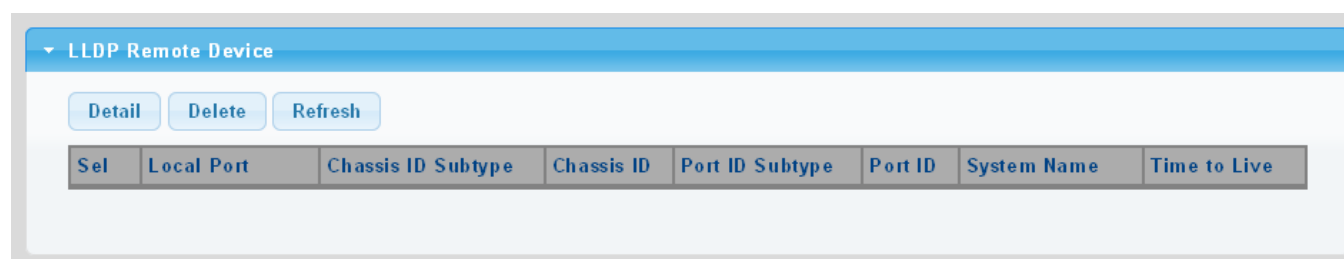 LLDP Remote Device
Detail Delete Refresh
Sel Local Port Chassis ID Subtype Chassis ID Port ID Subtype Port ID System Name Time to Live